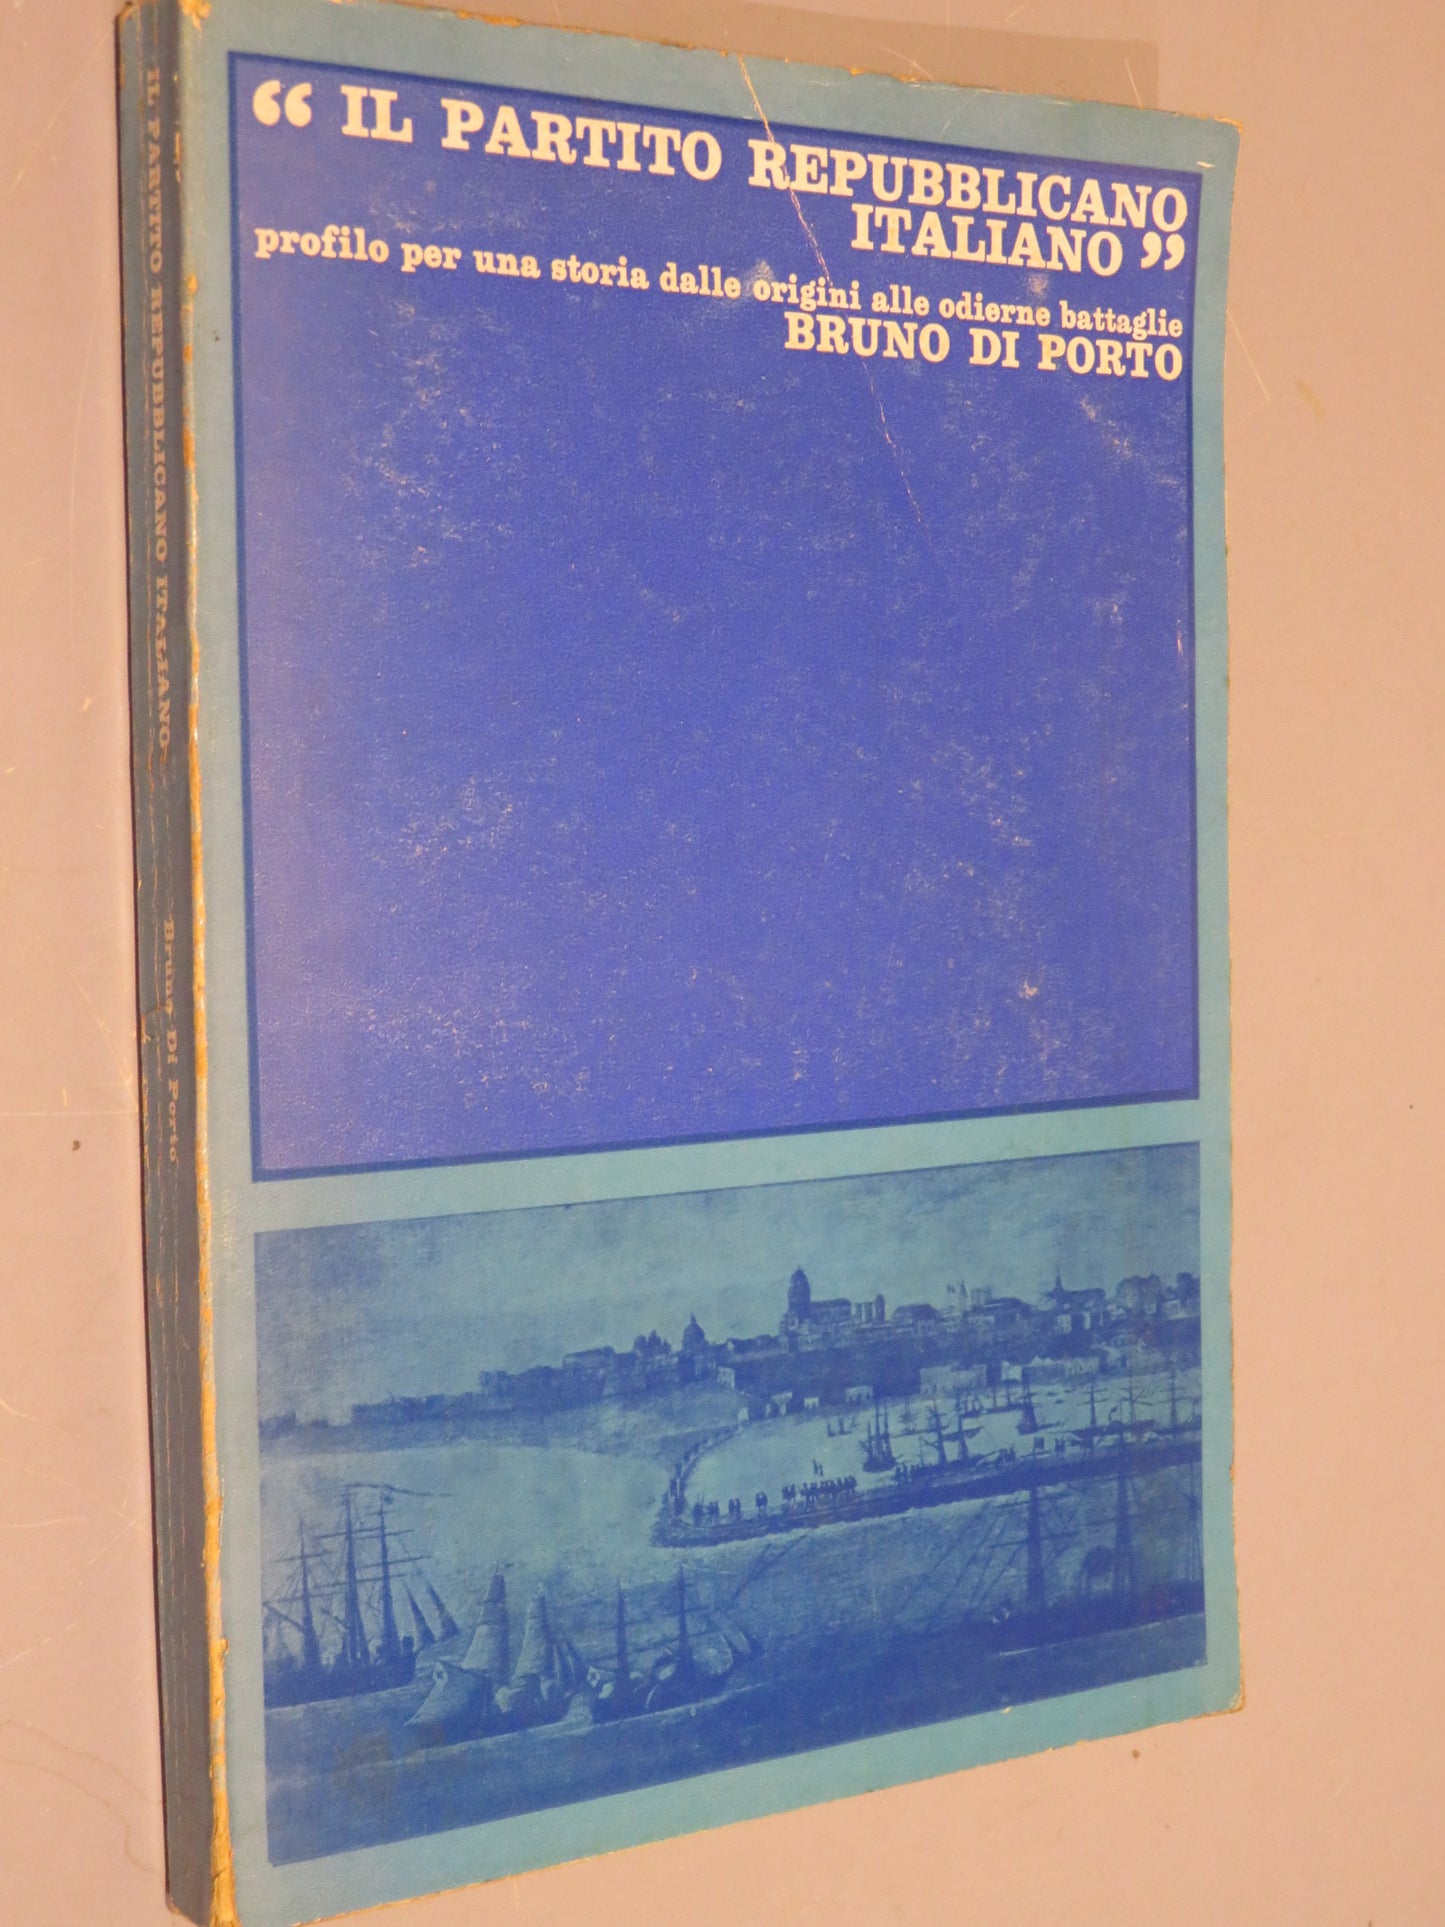 “ IL PARTITO REPUBBLICANO
ITALIANO ”
profilo per una storia dalle origini alle odierne battaglie
BRUNO DI PORTO
IL PARTITO REPUBBLICANO ITALIANO
Bruno Di Porto